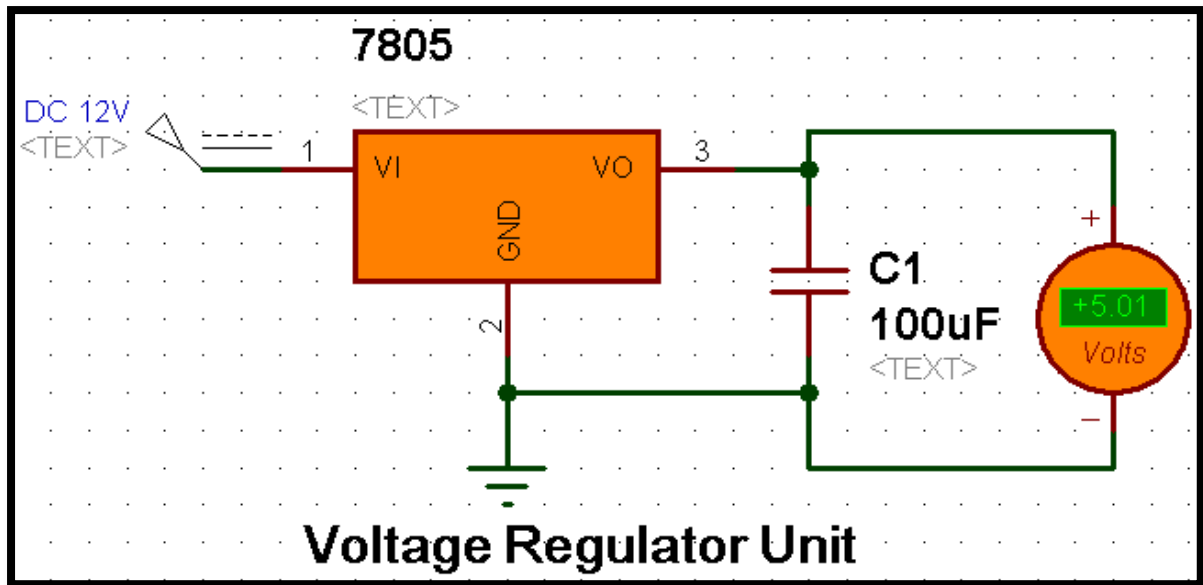 7805
<TEXT>
DC 12V
<TEXT>
1
VI
VO
3
GND
2
C1
100uF
<TEXT>
+
+5.01
Volts
−
Voltage Regulator Unit